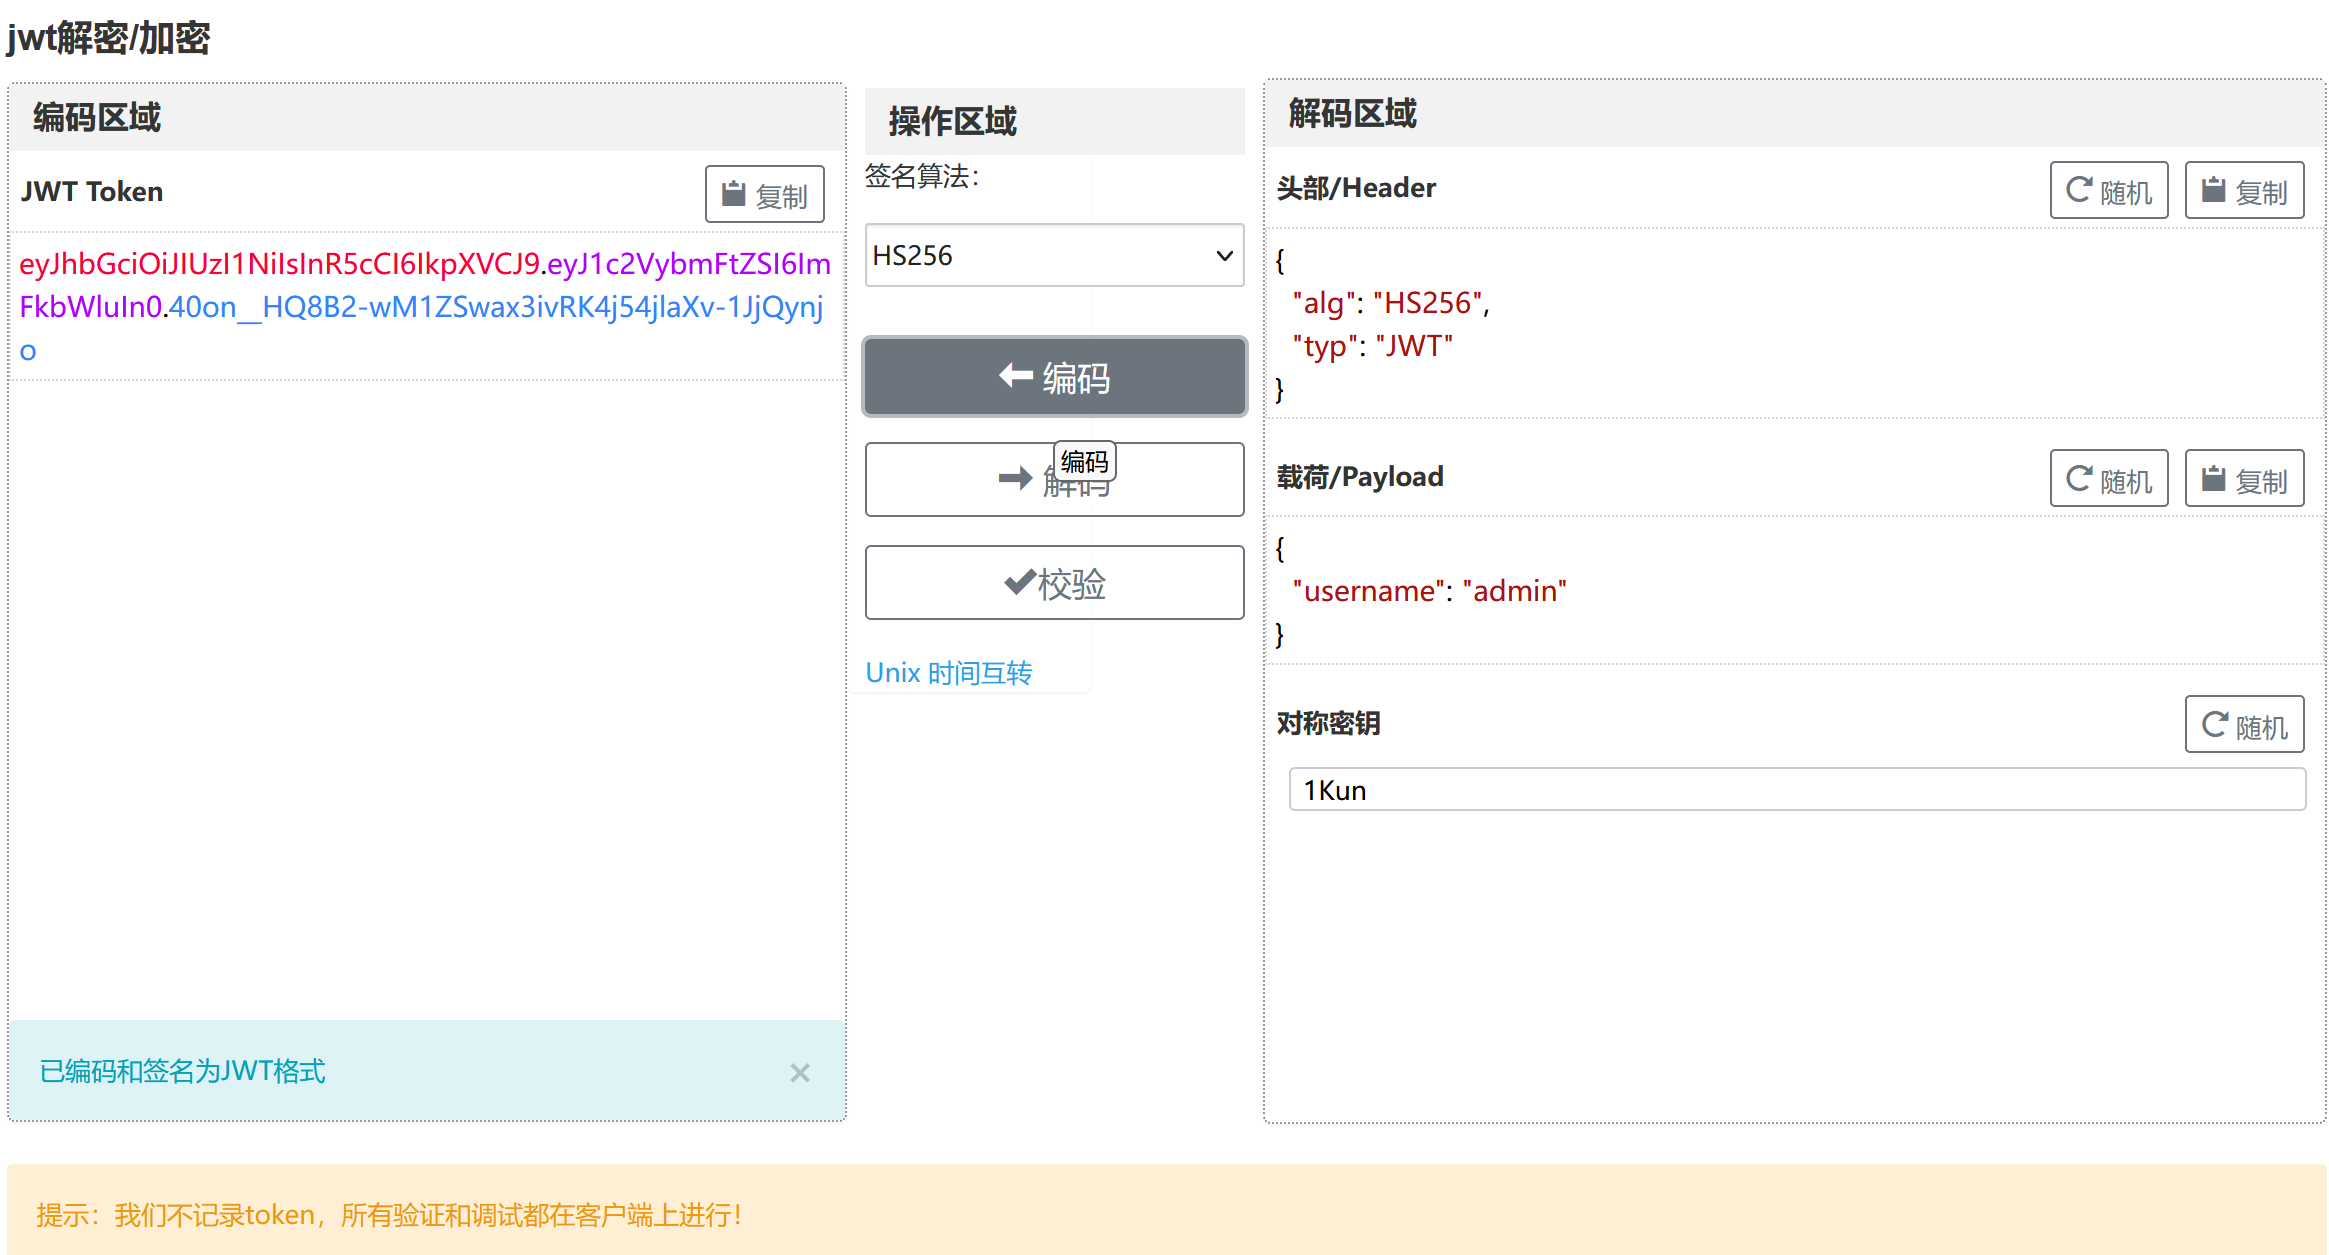 jwt解密/加密
编码区域
JWT Token
复制
eyJhbGciOiJIUzI1NiIsInR5cCI6IkpXVCJ9.eyJ1c2VybmFtZSI6Im
FkbWluIn0.40on__HQ8B2-wM1ZSwax3ivRK4j54jlaXv-1JjQynj
o
已编码和签名为JWT格式
×
操作区域
签名算法：
HS256
编码
编码
解码
校验
Unix 时间互转
解码区域
头部/Header
随机
复制
{
"alg": "HS256",
"typ": "JWT"
}
载荷/Payload
随机
复制
{
"username": "admin"
}
对称密钥
随机
1Kun
提示：我们不记录token，所有验证和调试都在客户端上进行！